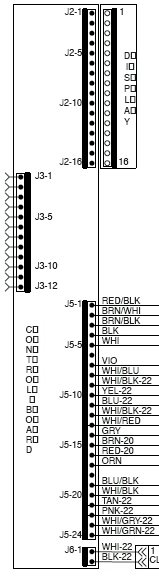 J2-1
1
J2-5
DISPLAY
J2-10
J2-16
16
J3-1
J3-5
J3-10
J3-12
J5-1
RED/BLK
BRN/WHI
BRN/BLK
BLK
J5-5
WHI
CONTROL BOARD
VIO
WHI/BLU
WHI/BLK-22
YEL-22
J5-10
BLU-22
WHI/BLK-22
WHI/RED
GRY
J5-15
BRN-20
RED-20
ORN
BLU/BLK
J5-20
WHI/BLK
TAN-22
PNK-22
WHI/GRY-22
J5-24
WHI/GRN-22
J6-1
WHI-22
1
BLK-22